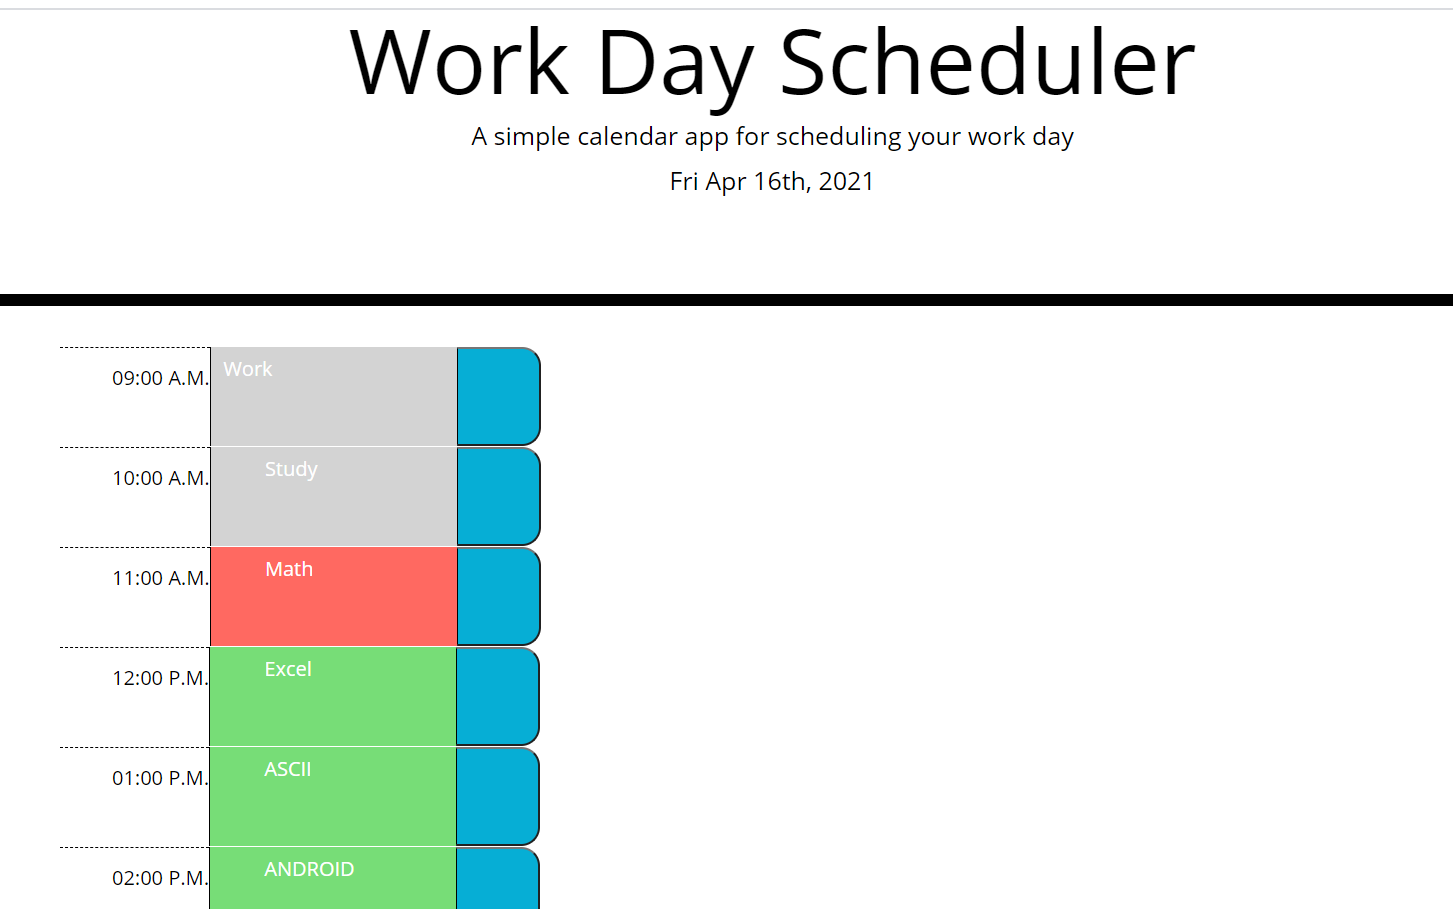 Work Day Scheduler
A simple calendar app for scheduling your work day
Fri Apr 16th, 2021
09:00 A.M. Work
10:00 A.M. Study
11:00 A.M. Math
12:00 P.M. Excel
01:00 P.M. ASCII
02:00 P.M. ANDROID